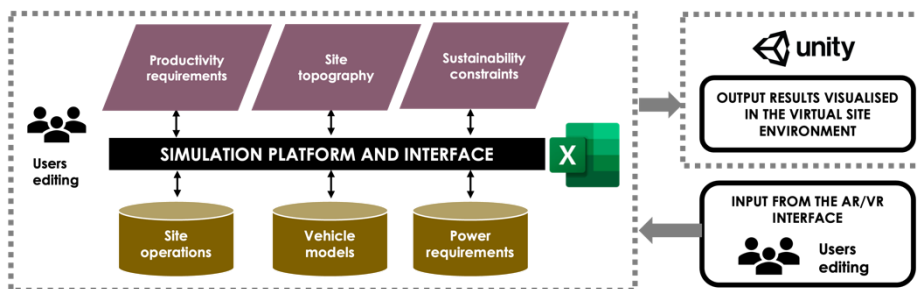 Productivity
requirements
Site
topography
Sustainability
constraints
Users
editing
SIMULATION PLATFORM AND INTERFACE
X
Site
operations
Vehicle
models
Power
requirements
unity
OUTPUT RESULTS VISUALISED
IN THE VIRTUAL SITE
ENVIRONMENT
INPUT FROM THE AR/VR
INTERFACE
Users
editing